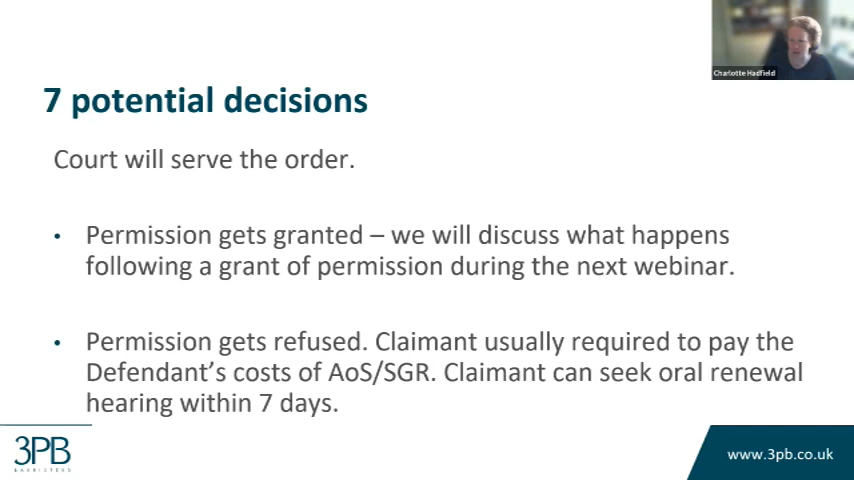 Charlotte Hadfield
7 potential decisions
Court will serve the order.
• Permission gets granted – we will discuss what happens
following a grant of permission during the next webinar.
• Permission gets refused. Claimant usually required to pay the
Defendant’s costs of AoS/SGR. Claimant can seek oral renewal
hearing within 7 days.
3PB
BARRISTERS
www.3pb.co.uk